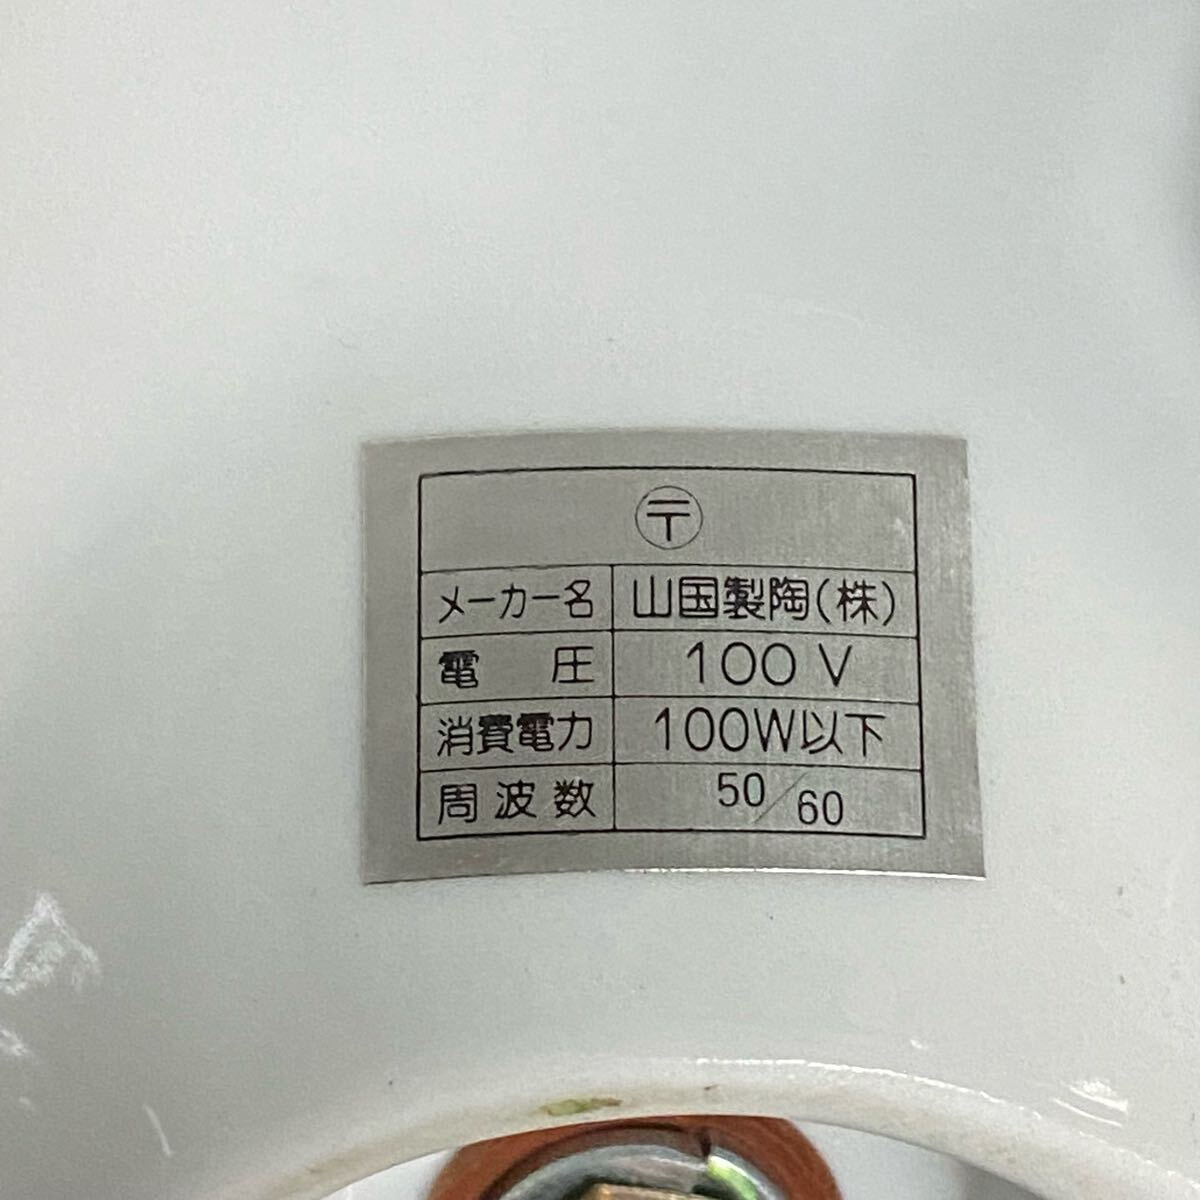 〒
メーカー名 山国製陶(株)
電 圧 100V
消費電力 100W以下
周波数 50/60